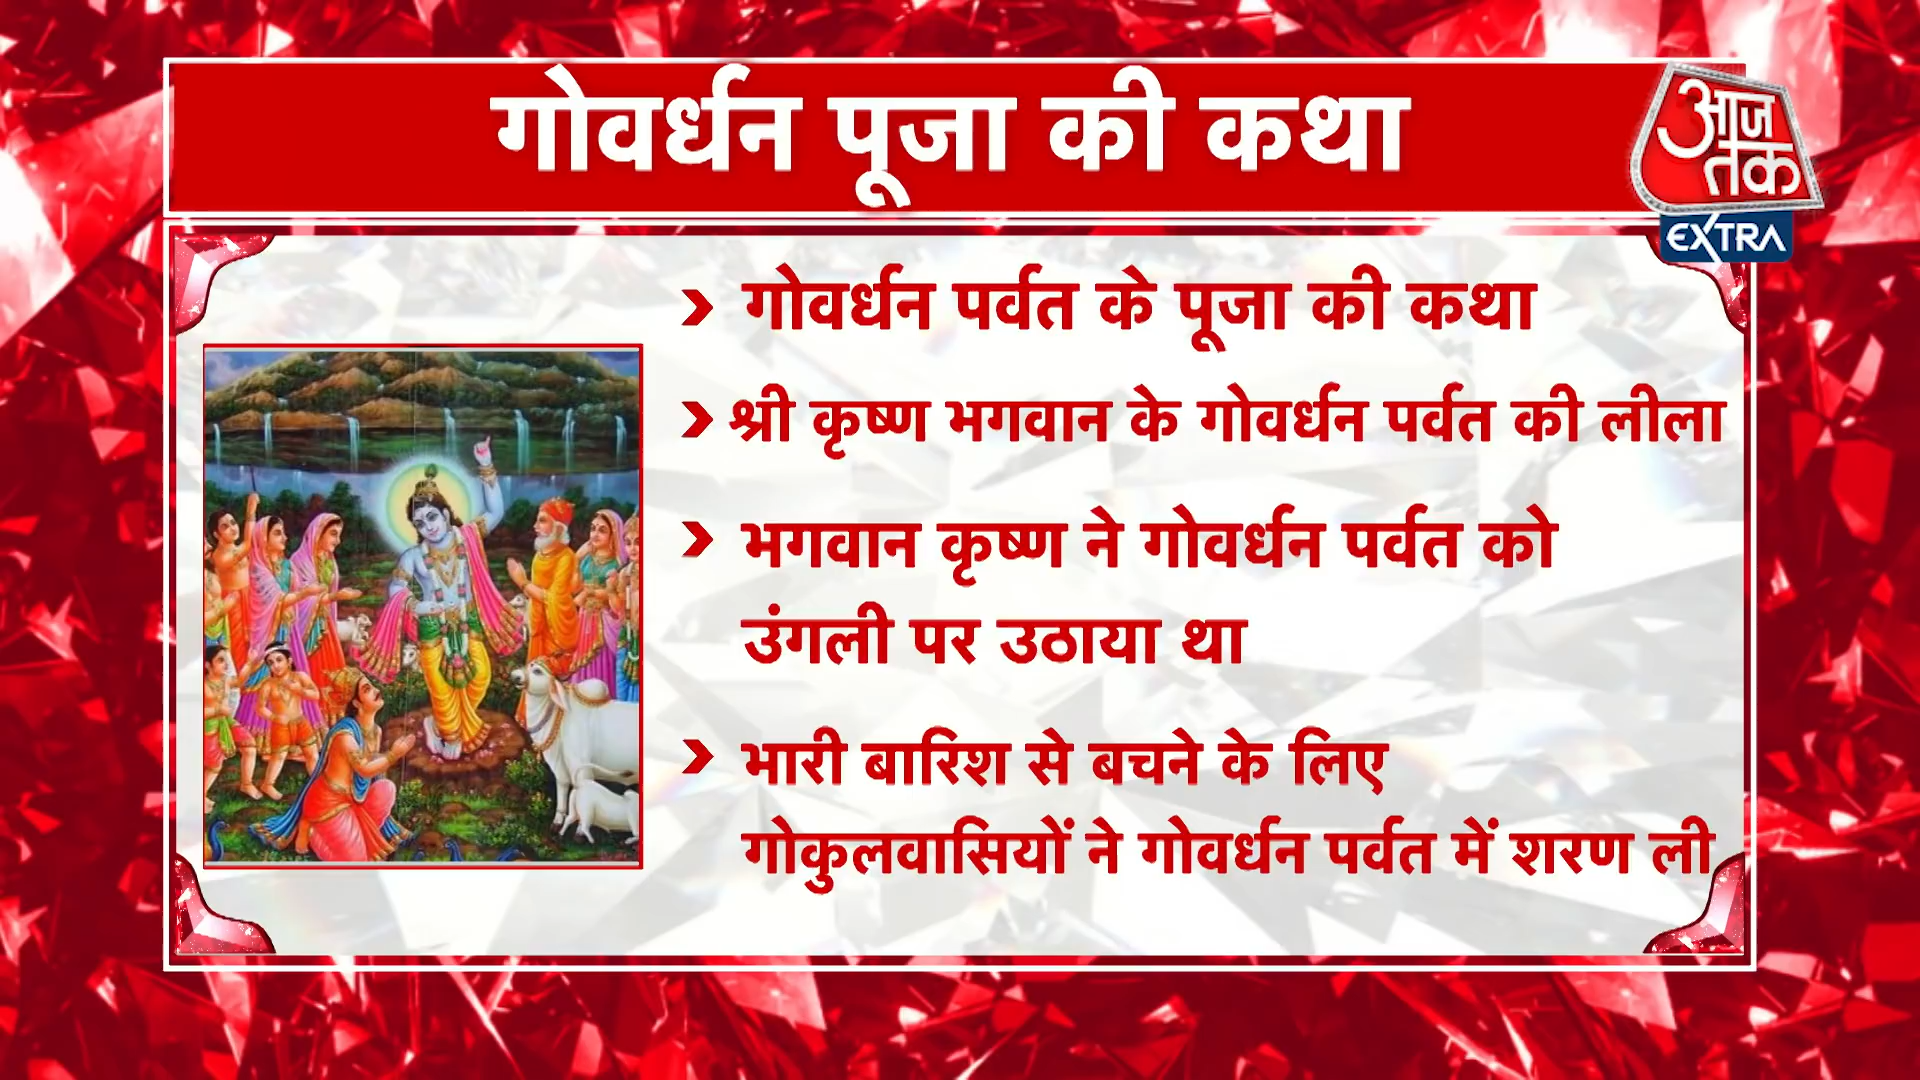 गोवर्धन पूजा की कथा
आज
तक
EXTRA
गोवर्धन पर्वत के पूजा की कथा
श्री कृष्ण भगवान के गोवर्धन पर्वत की लीला
भगवान कृष्ण ने गोवर्धन पर्वत को
उंगली पर उठाया था
भारी बारिश से बचने के लिए
गोकुलवासियों ने गोवर्धन पर्वत में शरण ली